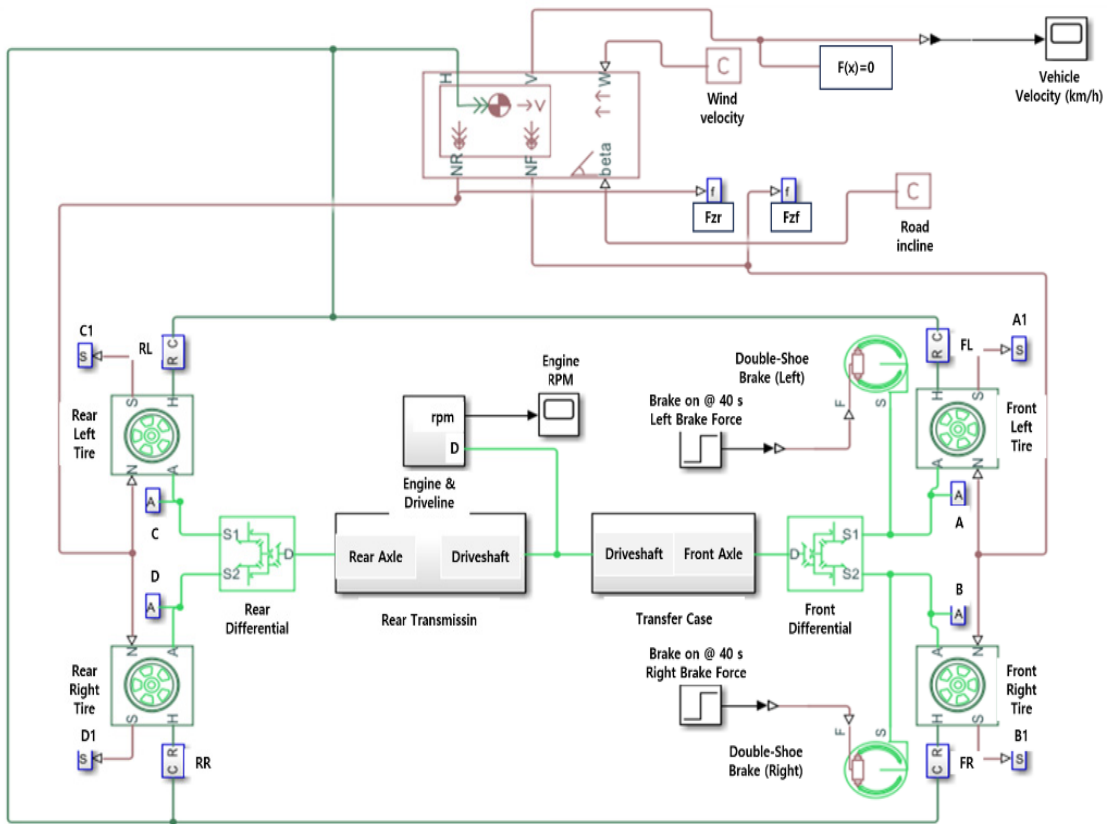 H
V
W
C
F(x)=0
Vehicle
Velocity (km/h)
Wind
velocity
V
NR
NF
beta
f
f
C
Fzr
Fzf
Road
incline
C1
S
RL
R C
S
H
Rear
Left
Tire
N
A
Engine
RPM
rpm
D
Engine &
Driveline
Double-Shoe
Brake (Left)
F
S
Brake on @ 40 s
Left Brake Force
R C
FL
A1
S
H
S
Front
Left
Tire
A
N
A
C
D
A
S1
S2
D
Rear
Differential
Rear Axle
Driveshaft
Rear Transmissin
Driveshaft
Front Axle
Transfer Case
D
S1
S2
Front
Differential
A
A
B
A
Rear
Right
Tire
N
A
S
H
D1
S
C R
RR
Brake on @ 40 s
Right Brake Force
F
S
Double-Shoe
Brake (Right)
A
N
Front
Right
Tire
H
S
C R
FR
B1
S